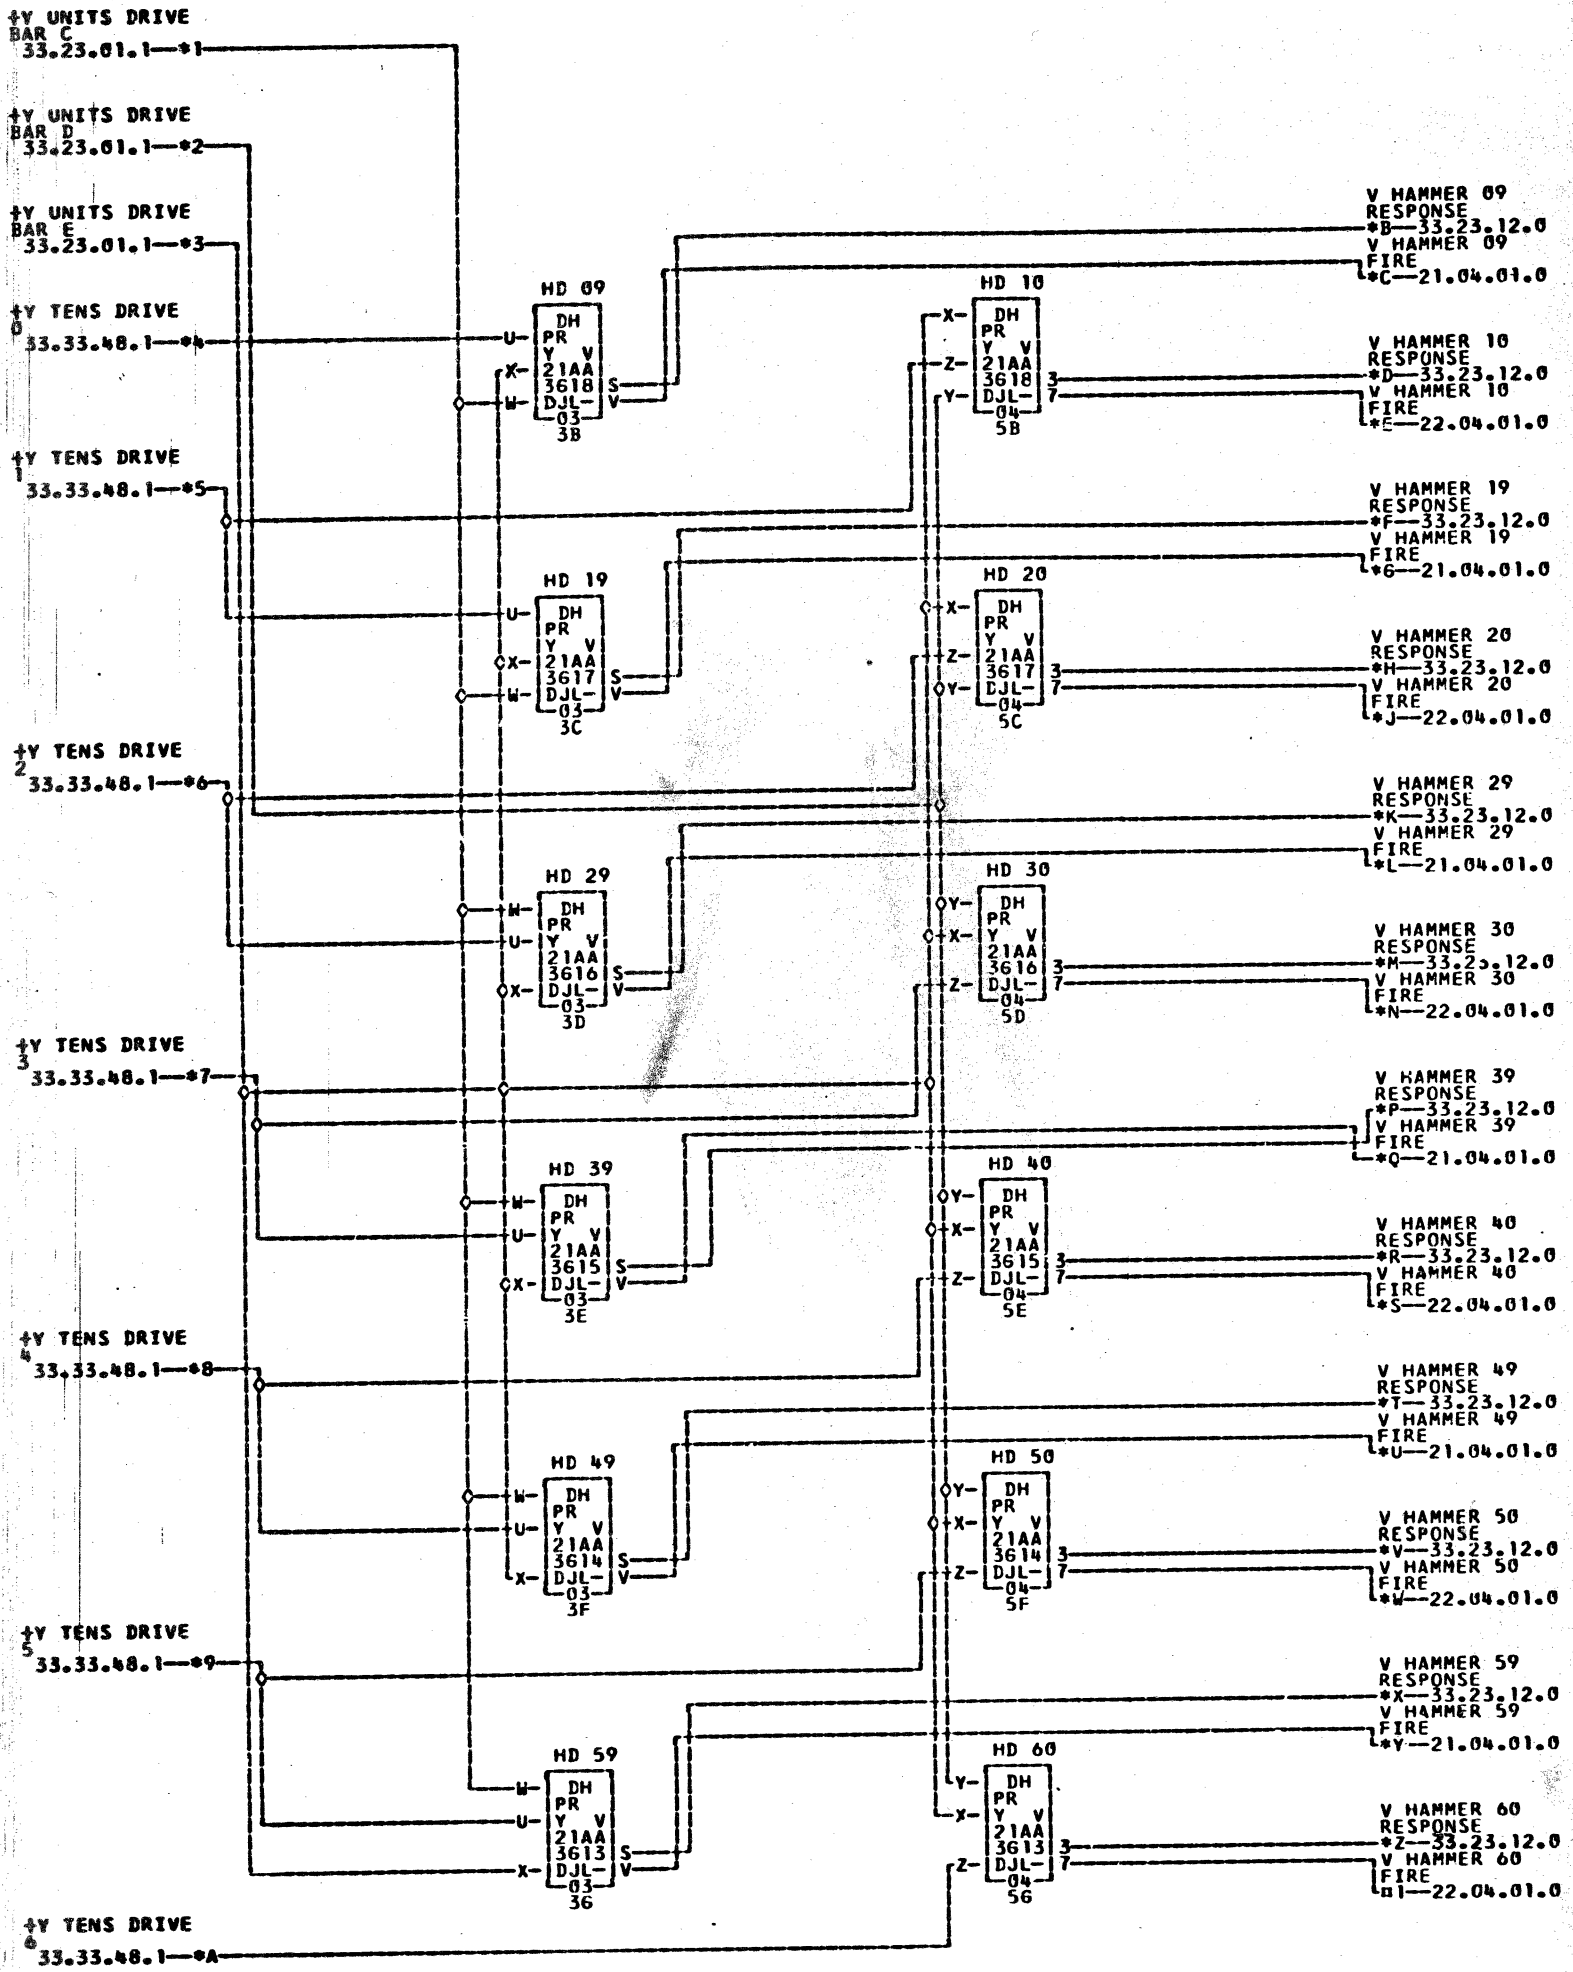 +Y UNITS DRIVE
BAR C
33.23.01.1—*1
+Y UNITS DRIVE
BAR D
33.23.01.1—*2
+Y UNITS DRIVE
BAR E
33.23.01.1—*3
+Y TENS DRIVE
0
33.33.48.1—*4
+Y TENS DRIVE
1
33.33.48.1—*5
+Y TENS DRIVE
2
33.33.48.1—*6
+Y TENS DRIVE
3
33.33.48.1—*7
+Y TENS DRIVE
4
33.33.48.1—*8
+Y TENS DRIVE
5
33.33.48.1—*9
+Y TENS DRIVE
6
33.33.48.1—*A
HD 09
DH
U PR
Y V
X 21AA
3618 S
W DJL- V
03
3B
HD 19
U DH
PR
Y V
X 21AA
3617 S
W DJL- V
03
3C
HD 29
W DH
PR
U Y V
21AA
3616 S
X DJL- V
03
3D
HD 39
W DH
PR
U Y V
21AA
3615 S
X DJL- V
03
3E
HD 49
W DH
PR
U Y V
21AA
3614 S
X DJL- V
03
3F
HD 59
W DH
PR
U Y V
21AA
3613 S
X DJL- V
03
3G
HD 10
X DH
PR
Y V
Z 21AA
3618 3
Y DJL- 7
04
5B
HD 20
X DH
PR
Y V
Z 21AA
3617 3
Y DJL- 7
04
5C
HD 30
Y DH
PR
X Y V
21AA
3616 3
Z DJL- 7
04
5D
HD 40
Y DH
PR
X Y V
21AA
3615 3
Z DJL- 7
04
5E
HD 50
Y DH
PR
X Y V
21AA
3614 3
Z DJL- 7
04
5F
HD 60
Y DH
PR
X Y V
21AA
3613 3
Z DJL- 7
04
5G
V HAMMER 09
RESPONSE
*B—33.23.12.0
V HAMMER 09
FIRE
*C—21.04.01.0
V HAMMER 10
RESPONSE
*D—33.23.12.0
V HAMMER 10
FIRE
*E—22.04.01.0
V HAMMER 19
RESPONSE
*F—33.23.12.0
V HAMMER 19
FIRE
*G—21.04.01.0
V HAMMER 20
RESPONSE
*H—33.23.12.0
V HAMMER 20
FIRE
*J—22.04.01.0
V HAMMER 29
RESPONSE
*K—33.23.12.0
V HAMMER 29
FIRE
*L—21.04.01.0
V HAMMER 30
RESPONSE
*M—33.23.12.0
V HAMMER 30
FIRE
*N—22.04.01.0
V HAMMER 39
RESPONSE
*P—33.23.12.0
V HAMMER 39
FIRE
*Q—21.04.01.0
V HAMMER 40
RESPONSE
*R—33.23.12.0
V HAMMER 40
FIRE
*S—22.04.01.0
V HAMMER 49
RESPONSE
*T—33.23.12.0
V HAMMER 49
FIRE
*U—21.04.01.0
V HAMMER 50
RESPONSE
*V—33.23.12.0
V HAMMER 50
FIRE
*W—22.04.01.0
V HAMMER 59
RESPONSE
*X—33.23.12.0
V HAMMER 59
FIRE
*Y—21.04.01.0
V HAMMER 60
RESPONSE
*Z—33.23.12.0
V HAMMER 60
FIRE
¤1—22.04.01.0